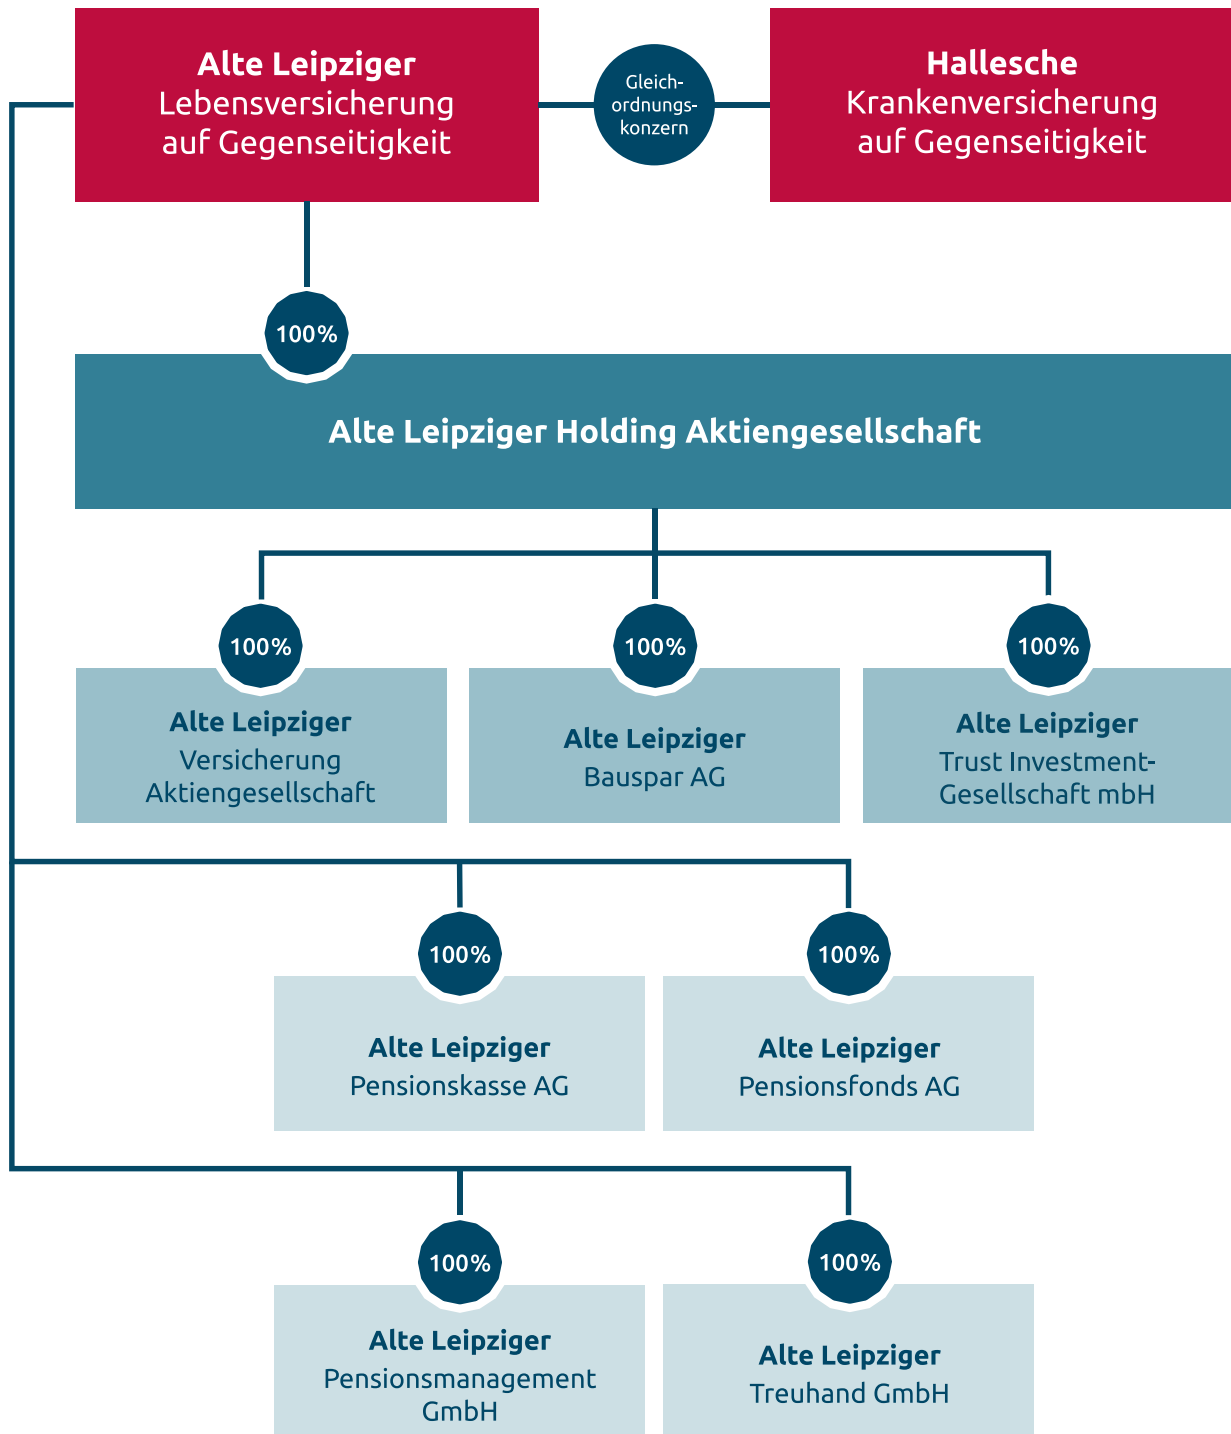 Alte Leipziger
Lebensversicherung
auf Gegenseitigkeit
Gleich-
ordnungs-
konzern
Hallesche
Krankenversicherung
auf Gegenseitigkeit
100%
Alte Leipziger Holding Aktiengesellschaft
100%
Alte Leipziger
Versicherung
Aktiengesellschaft
100%
Alte Leipziger
Bauspar AG
100%
Alte Leipziger
Trust Investment-
Gesellschaft mbH
100%
Alte Leipziger
Pensionskasse AG
100%
Alte Leipziger
Pensionsfonds AG
100%
Alte Leipziger
Pensionsmanagement
GmbH
100%
Alte Leipziger
Treuhand GmbH